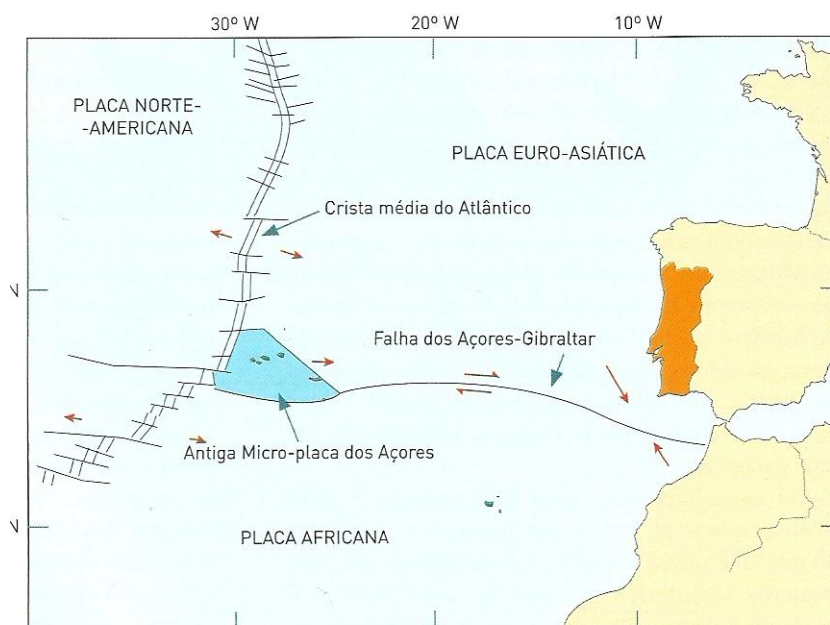 30º W
20º W
10º W
PLACA NORTE-
-AMERICANA
PLACA EURO-ASIÁTICA
Crista média do Atlântico
Falha dos Açores-Gibraltar
Antiga Micro-placa dos Açores
PLACA AFRICANA
N
N